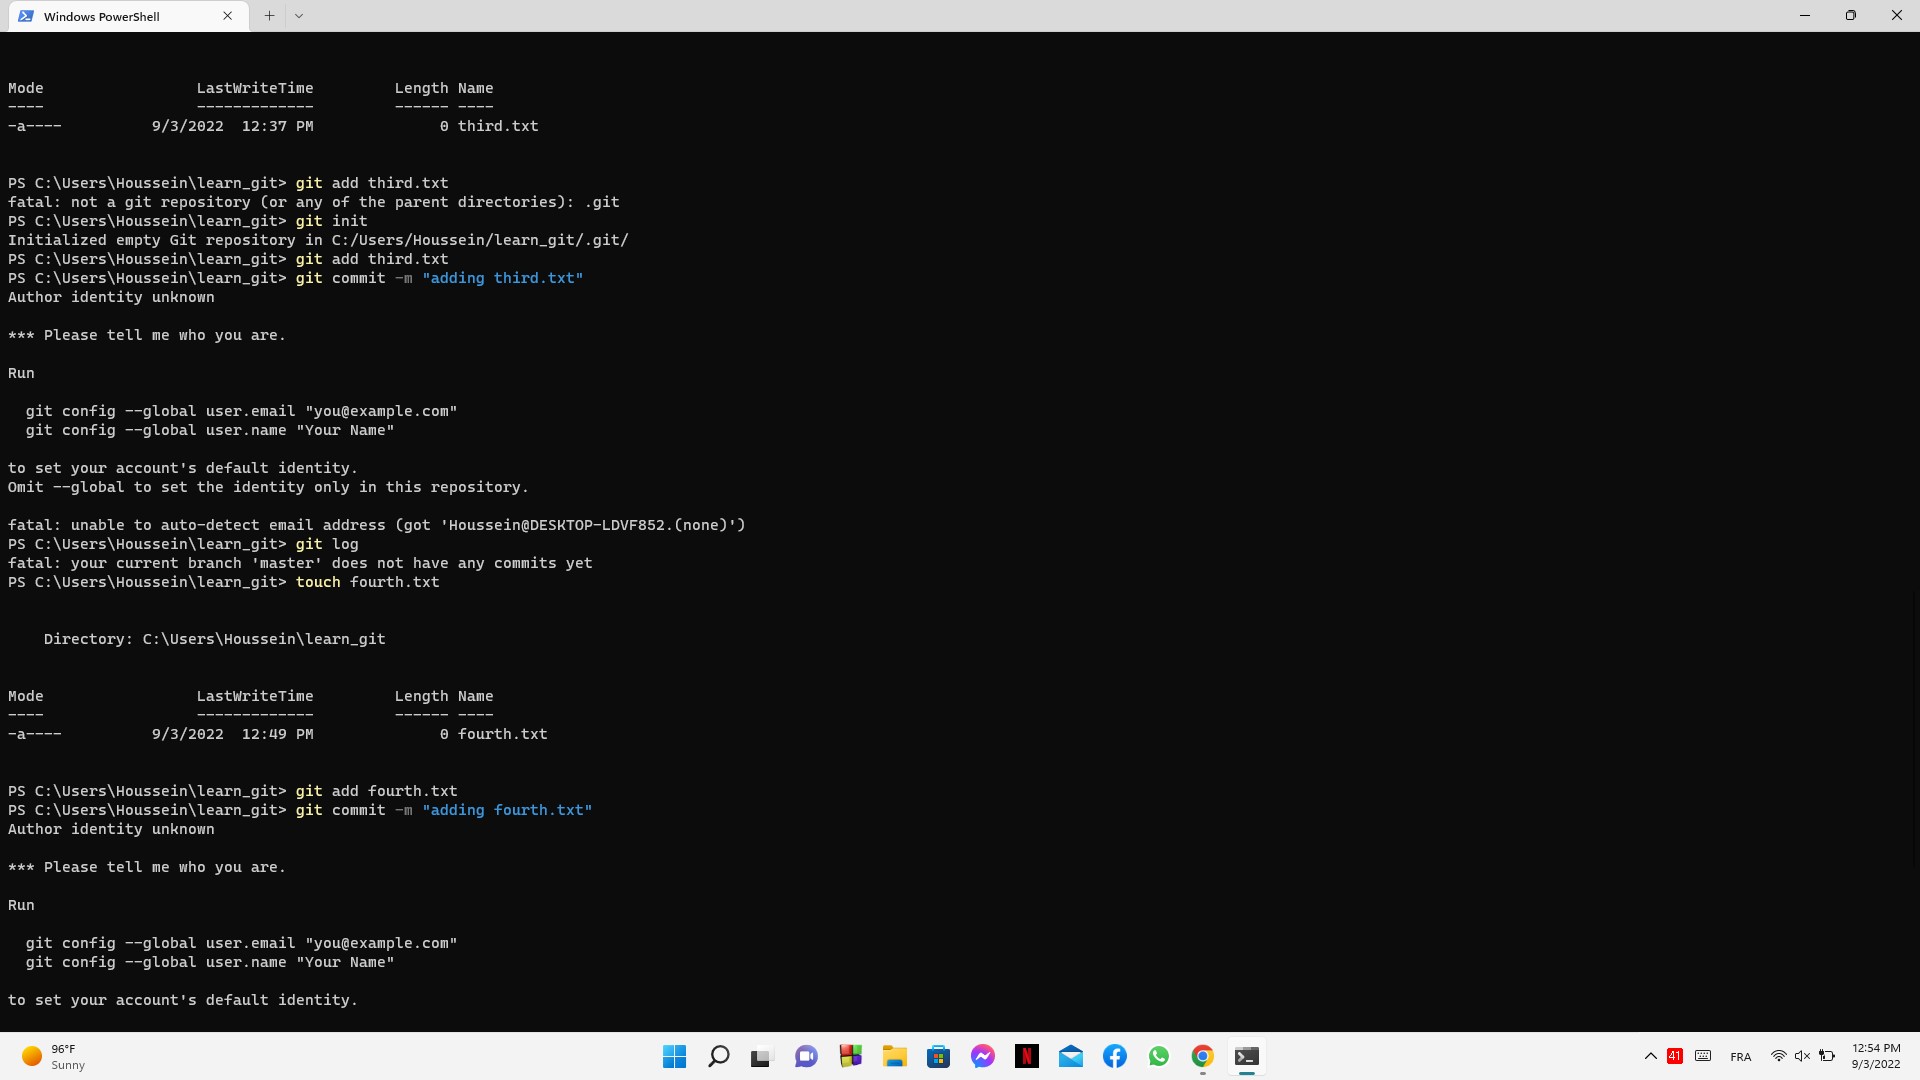 Windows PowerShell
Mode                 LastWriteTime         Length Name
----                 -------------         ------ ----
-a----          9/3/2022  12:37 PM              0 third.txt
PS C:\Users\Houssein\learn_git> git add third.txt
fatal: not a git repository (or any of the parent directories): .git
PS C:\Users\Houssein\learn_git> git init
Initialized empty Git repository in C:/Users/Houssein/learn_git/.git/
PS C:\Users\Houssein\learn_git> git add third.txt
PS C:\Users\Houssein\learn_git> git commit -m "adding third.txt"
Author identity unknown
*** Please tell me who you are.
Run
  git config --global user.email "you@example.com"
  git config --global user.name "Your Name"
to set your account's default identity.
Omit --global to set the identity only in this repository.
fatal: unable to auto-detect email address (got 'Houssein@DESKTOP-LDVF852.(none)')
PS C:\Users\Houssein\learn_git> git log
fatal: your current branch 'master' does not have any commits yet
PS C:\Users\Houssein\learn_git> touch fourth.txt
    Directory: C:\Users\Houssein\learn_git
Mode                 LastWriteTime         Length Name
----                 -------------         ------ ----
-a----          9/3/2022  12:49 PM              0 fourth.txt
PS C:\Users\Houssein\learn_git> git add fourth.txt
PS C:\Users\Houssein\learn_git> git commit -m "adding fourth.txt"
Author identity unknown
*** Please tell me who you are.
Run
  git config --global user.email "you@example.com"
  git config --global user.name "Your Name"
to set your account's default identity.
96°F
Sunny
N
41
FRA
12:54 PM
9/3/2022